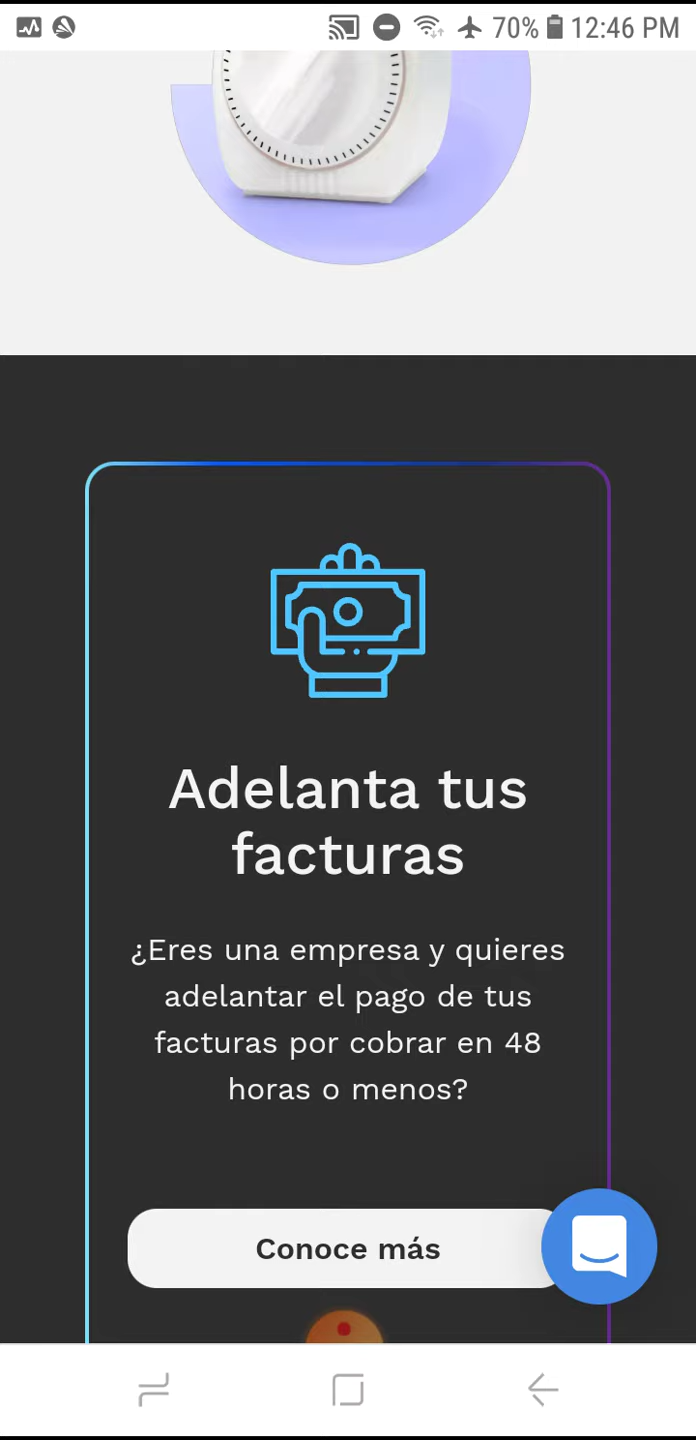 70% 12:46 PM
Adelanta tus
facturas
¿Eres una empresa y quieres
adelantar el pago de tus
facturas por cobrar en 48
horas o menos?
Conoce más